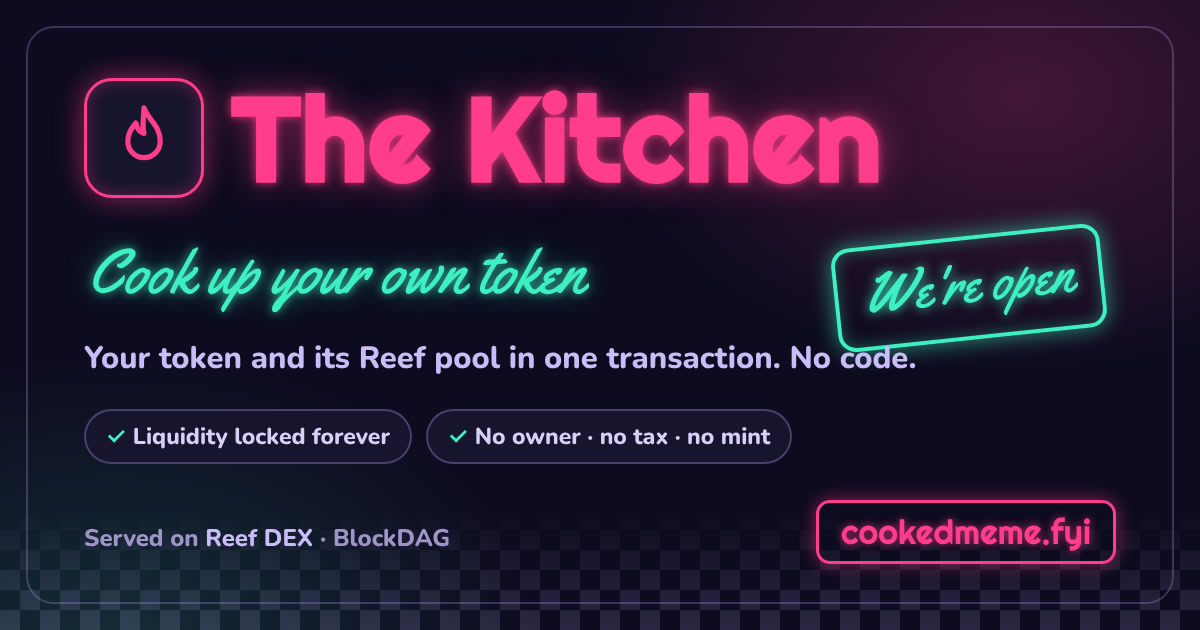 The Kitchen
Cook up your own token
We're open
Your token and its Reef pool in one transaction. No code.
Liquidity locked forever
No owner · no tax · no mint
Served on Reef DEX · BlockDAG
cookedmeme.fyi